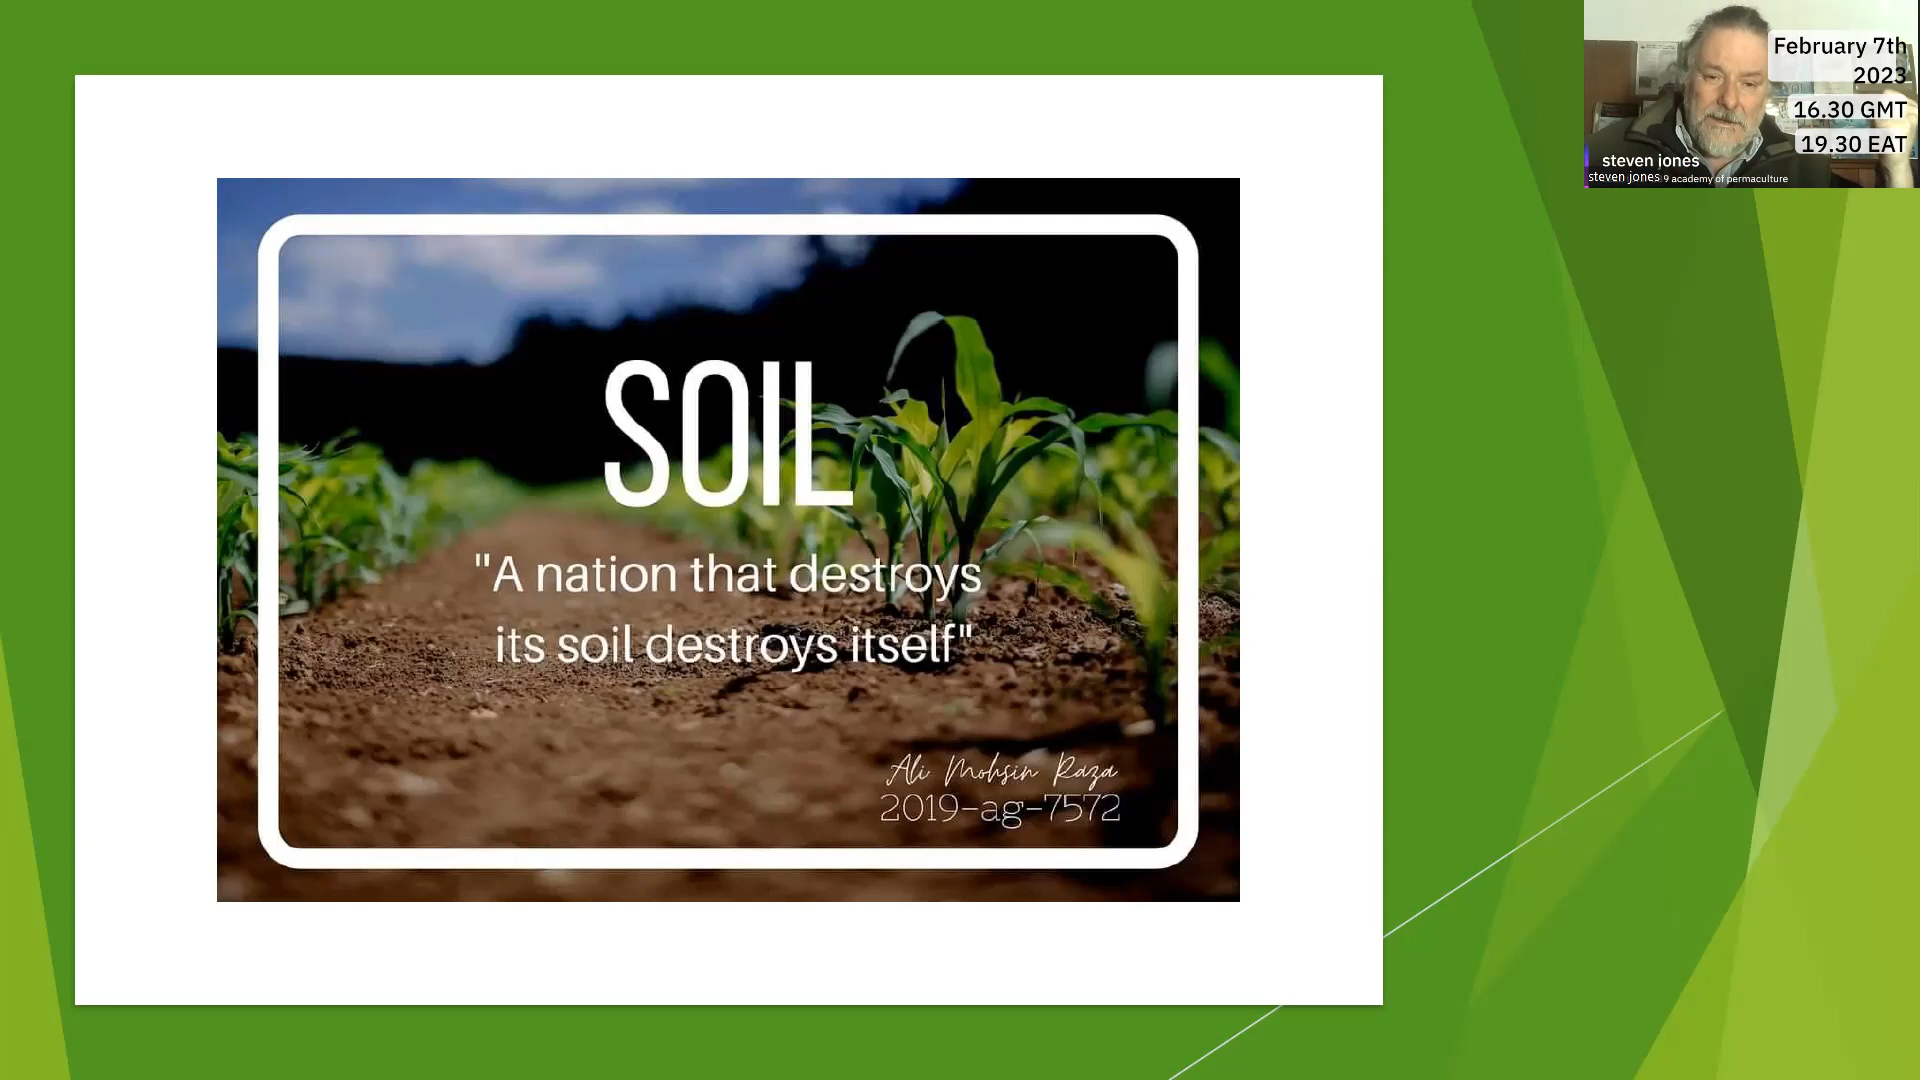 SOIL
"A nation that destroys
its soil destroys itself"
Ali Mohsin Raza
2019-ag-7572
February 7th
2023
16.30 GMT
19.30 EAT
steven jones
steven jones 9 academy of permaculture